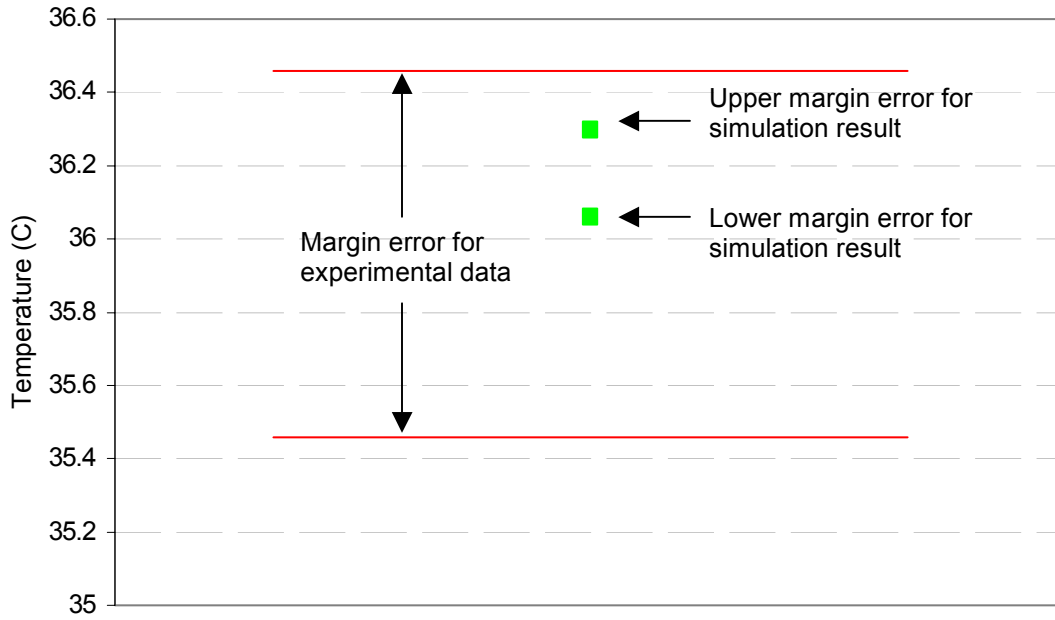 36.6
36.4
36.2
36
35.8
35.6
35.4
35.2
35
Temperature (C)
Upper margin error for
simulation result
Lower margin error for
simulation result
Margin error for
experimental data